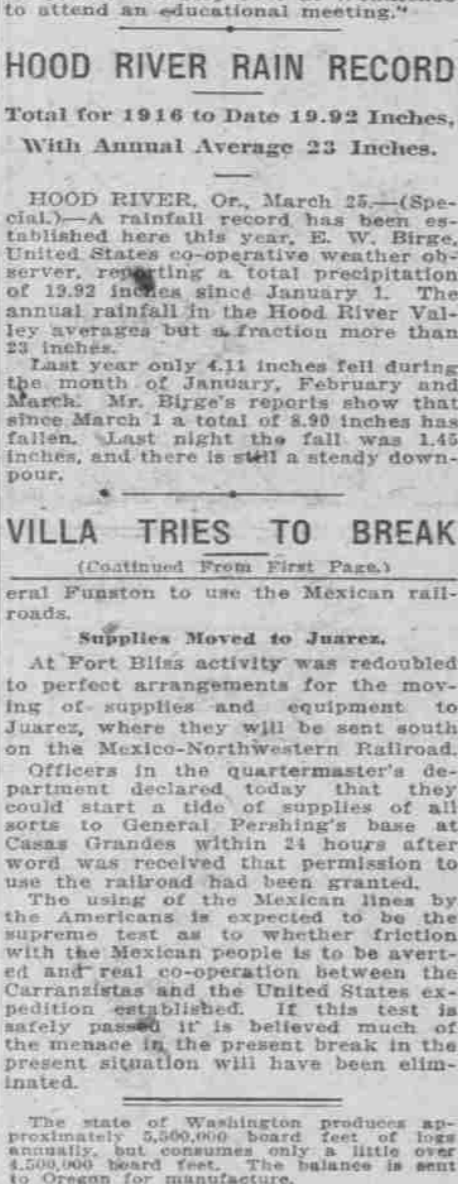 to attend an educational meeting."
HOOD RIVER RAIN RECORD
Total for 1916 to Date 19.92 Inches,
With Annual Average 23 Inches.
HOOD RIVER, Or., March 25.—(Spe-
cial.)—A rainfall record has been es-
tablished here this year, E. W. Birge,
United States co-operative weather ob-
server, reporting a total precipitation
of 19.92 inches since January 1. The
annual rainfall in the Hood River Val-
ley averages but a fraction more than
23 inches.
Last year only 4.11 inches fell during
the month of January, February and
March. Mr. Birge's reports show that
since March 1 a total of 8.90 inches has
fallen. Last night the fall was 1.45
inches, and there is still a steady down-
pour.
VILLA TRIES TO BREAK
(Continued From First Page.)
eral Funston to use the Mexican rail-
roads.
Supplies Moved to Juarez.
At Fort Bliss activity was redoubled
to perfect arrangements for the mov-
ing of supplies and equipment to
Juarez, where they will be sent south
on the Mexico-Northwestern Railroad.
Officers in the quartermaster's de-
partment declared today that they
could start a tide of supplies of all
sorts to General Pershing's base at
Casas Grandes within 24 hours after
word was received that permission to
use the railroad had been granted.
The using of the Mexican lines by
the Americans is expected to be the
supreme test as to whether friction
with the Mexican people is to be avert-
ed and real co-operation between the
Carranzistas and the United States ex-
pedition established. If this test is
safely passed it is believed much of
the menace in the present break in the
present situation will have been elim-
inated.
The state of Washington produces ap-
proximately 5,500,000 board feet of logs
annually, but consumes only a little over
4,500,000 board feet. The balance is sent
to Oregon for manufacture.